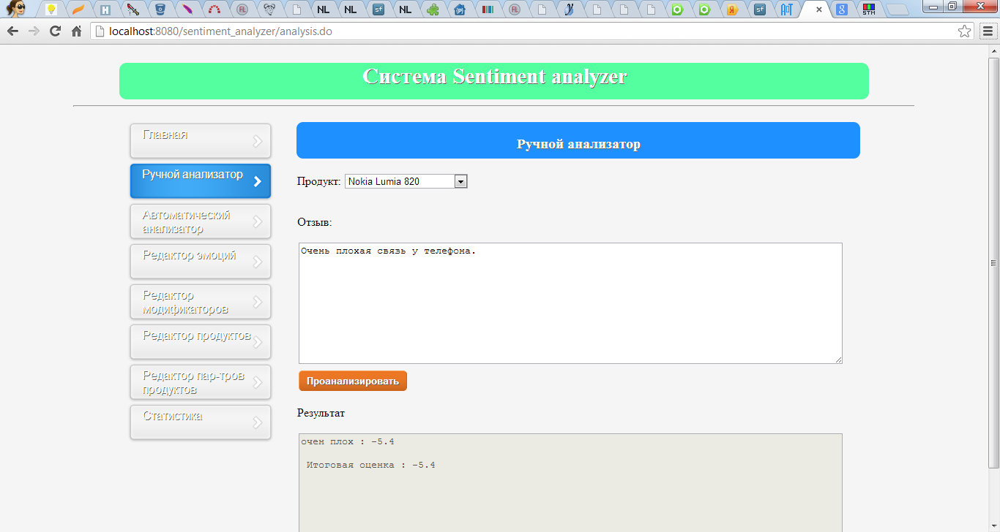 NL NL sf NL sf STM
localhost:8080/sentiment_analyzer/analysis.do
Система Sentiment analyzer
Главная
Ручной анализатор
Автоматический
анализатор
Редактор эмоций
Редактор
модификаторов
Редактор продуктов
Редактор пар-тров
продуктов
Статистика
Ручной анализатор
Продукт: Nokia Lumia 820
Отзыв:
Очень плохая связь у телефона.
Проанализировать
Результат
очен плох : -5.4
Итоговая оценка : -5.4